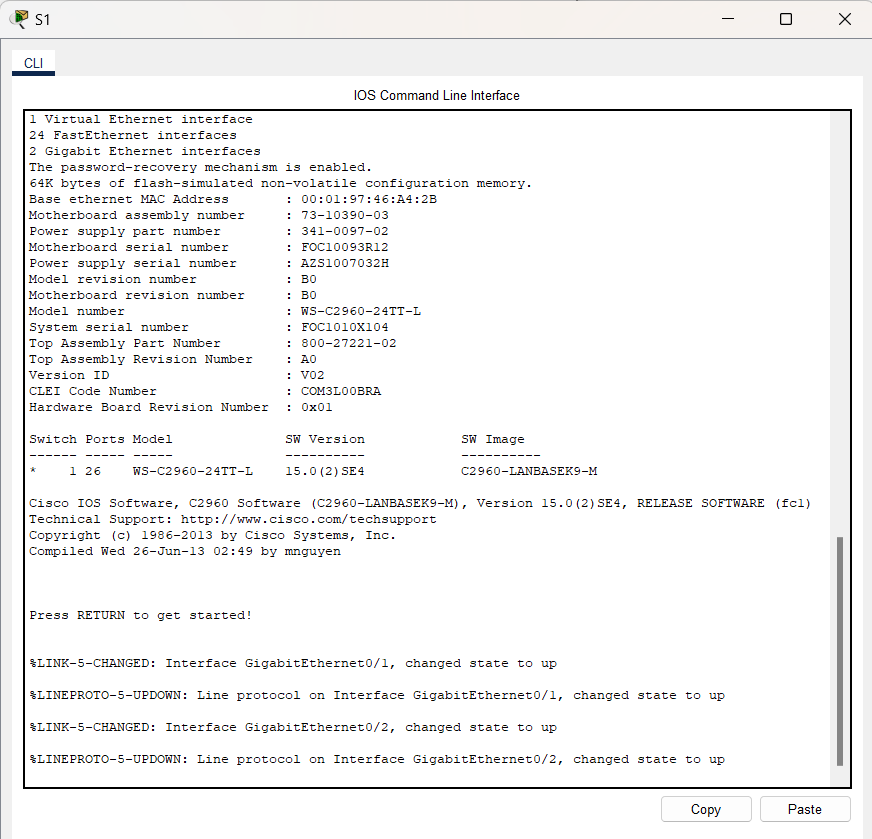 S1
CLI
IOS Command Line Interface
1 Virtual Ethernet interface
24 FastEthernet interfaces
2 Gigabit Ethernet interfaces
The password-recovery mechanism is enabled.
64K bytes of flash-simulated non-volatile configuration memory.
Base ethernet MAC Address       : 00:01:97:46:A4:2B
Motherboard assembly number     : 73-10390-03
Power supply part number        : 341-0097-02
Motherboard serial number       : FOC10093R12
Power supply serial number      : AZS1007032H
Model revision number           : B0
Motherboard revision number     : B0
Model number                    : WS-C2960-24TT-L
System serial number            : FOC1010X104
Top Assembly Part Number        : 800-27221-02
Top Assembly Revision Number    : A0
Version ID                      : V02
CLEI Code Number                : COM3L00BRA
Hardware Board Revision Number  : 0x01
Switch Ports Model              SW Version            SW Image
------ ----- -----              ----------            ----------
*    1 26    WS-C2960-24TT-L    15.0(2)SE4            C2960-LANBASEK9-M
Cisco IOS Software, C2960 Software (C2960-LANBASEK9-M), Version 15.0(2)SE4, RELEASE SOFTWARE (fc1)
Technical Support: http://www.cisco.com/techsupport
Copyright (c) 1986-2013 by Cisco Systems, Inc.
Compiled Wed 26-Jun-13 02:49 by mnguyen
Press RETURN to get started!
%LINK-5-CHANGED: Interface GigabitEthernet0/1, changed state to up
%LINEPROTO-5-UPDOWN: Line protocol on Interface GigabitEthernet0/1, changed state to up
%LINK-5-CHANGED: Interface GigabitEthernet0/2, changed state to up
%LINEPROTO-5-UPDOWN: Line protocol on Interface GigabitEthernet0/2, changed state to up
Copy
Paste